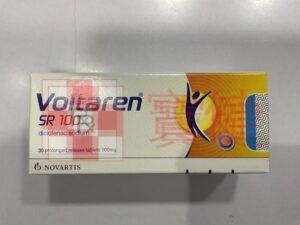 Voltaren®
SR 100
diclofenac sodium
30 prolonged release tablets 100mg
NOVARTIS